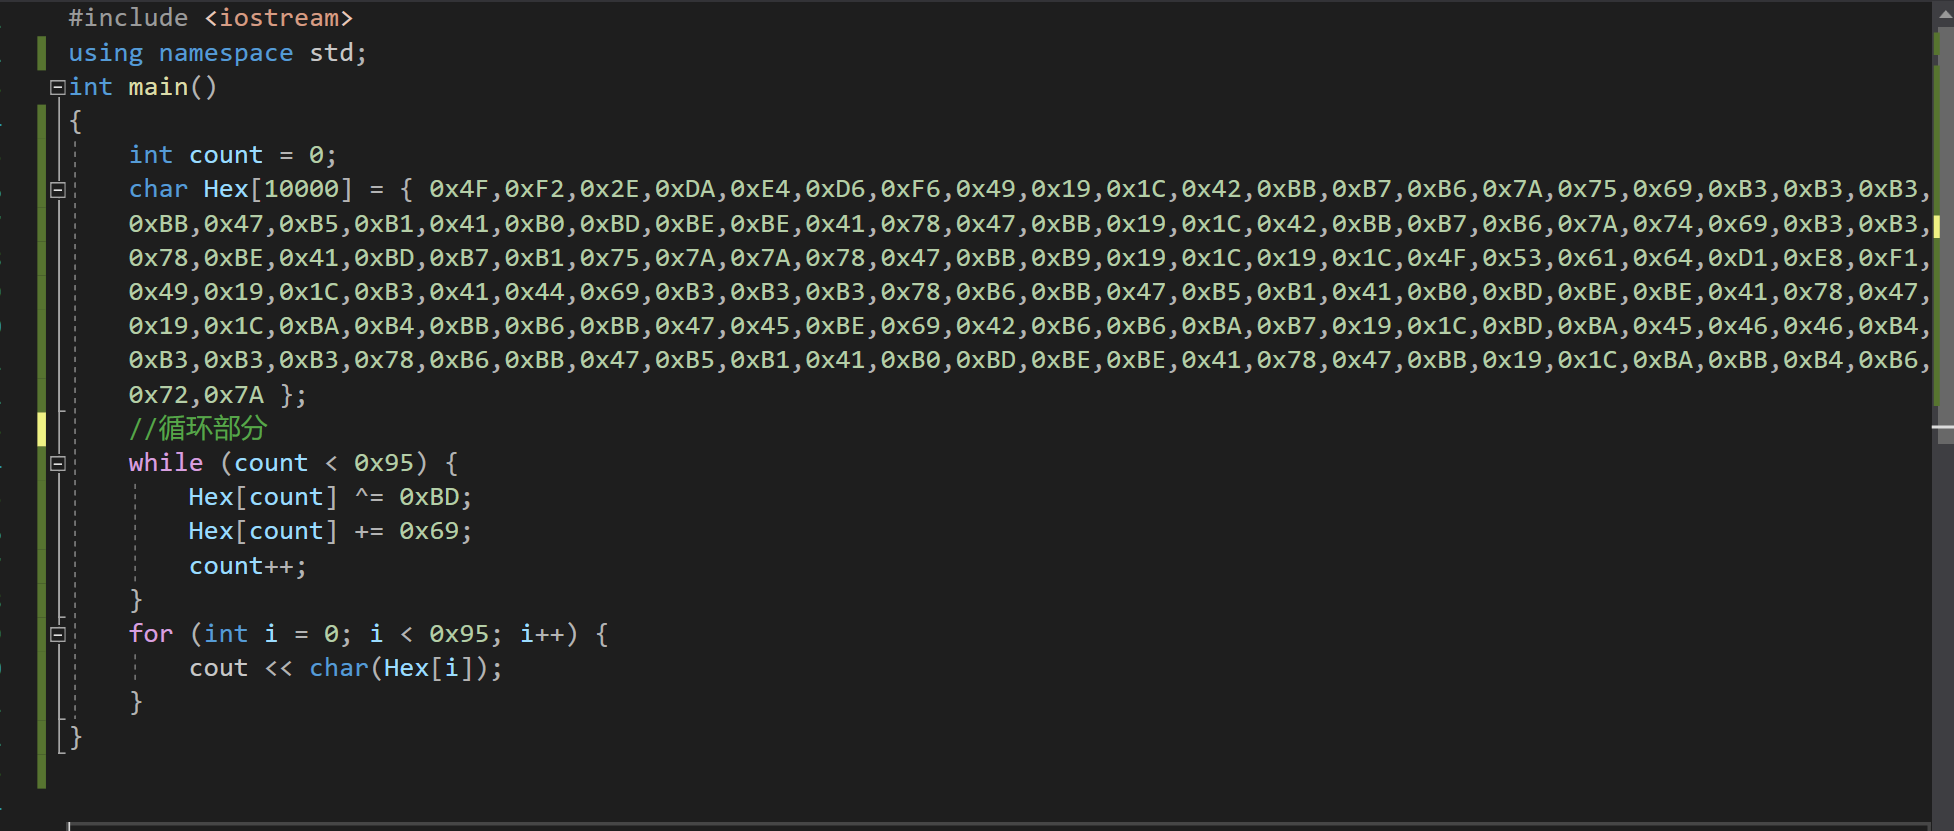 #include <iostream>
using namespace std;
int main()
{
int count = 0;
char Hex[10000] = { 0x4F,0xF2,0x2E,0xDA,0xE4,0xD6,0xF6,0x49,0x19,0x1C,0x42,0xBB,0xB7,0xB6,0x7A,0x75,0x69,0xB3,0xB3,0xB3,
0xBB,0x47,0xB5,0xB1,0x41,0xB0,0xBD,0xBE,0xBE,0x41,0x78,0x47,0xBB,0x19,0x1C,0x42,0xBB,0xB7,0xB6,0x7A,0x74,0x69,0xB3,0xB3,
0x78,0xBE,0x41,0xBD,0xB7,0xB1,0x75,0x7A,0x7A,0x78,0x47,0xBB,0xB9,0x19,0x1C,0x19,0x1C,0x4F,0x53,0x61,0x64,0xD1,0xE8,0xF1,
0x49,0x19,0x1C,0xB3,0x41,0x44,0x69,0xB3,0xB3,0xB3,0x78,0xB6,0xBB,0x47,0xB5,0xB1,0x41,0xB0,0xBD,0xBE,0xBE,0x41,0x78,0x47,
0x19,0x1C,0xBA,0xB4,0xBB,0xB6,0xBB,0x47,0x45,0xBE,0x69,0x42,0xB6,0xB6,0xBA,0xB7,0x19,0x1C,0xBD,0xBA,0x45,0x46,0x46,0xB4,
0xB3,0xB3,0xB3,0x78,0xB6,0xBB,0x47,0xB5,0xB1,0x41,0xB0,0xBD,0xBE,0xBE,0x41,0x78,0x47,0xBB,0x19,0x1C,0xBA,0xBB,0xB4,0xB6,
0x72,0x7A };
//循环部分
while (count < 0x95) {
Hex[count] ^= 0xBD;
Hex[count] += 0x69;
count++;
}
for (int i = 0; i < 0x95; i++) {
cout << char(Hex[i]);
}
}